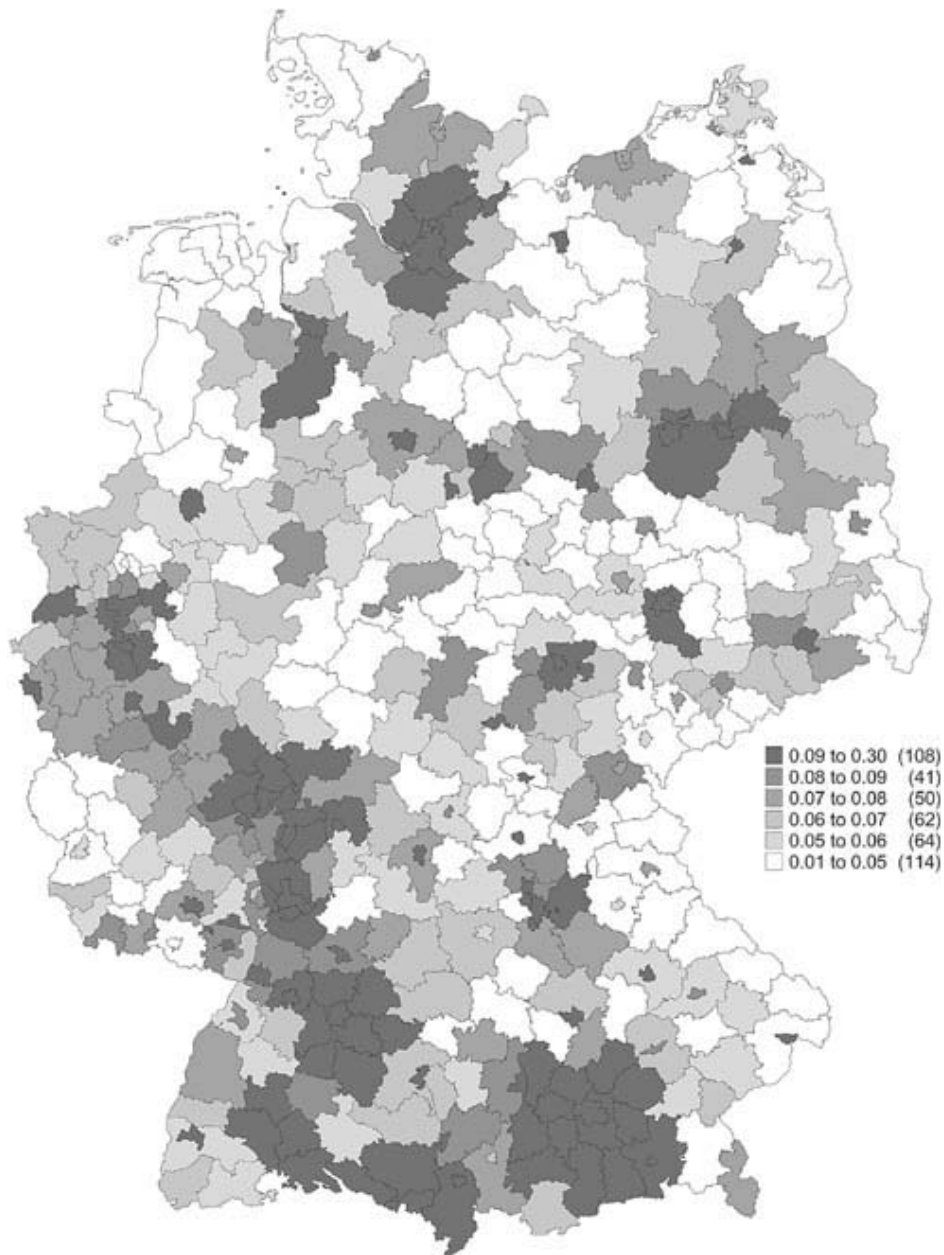 0.09 to 0.30 (108)
0.08 to 0.09 (41)
0.07 to 0.08 (50)
0.06 to 0.07 (62)
0.05 to 0.06 (64)
0.01 to 0.05 (114)